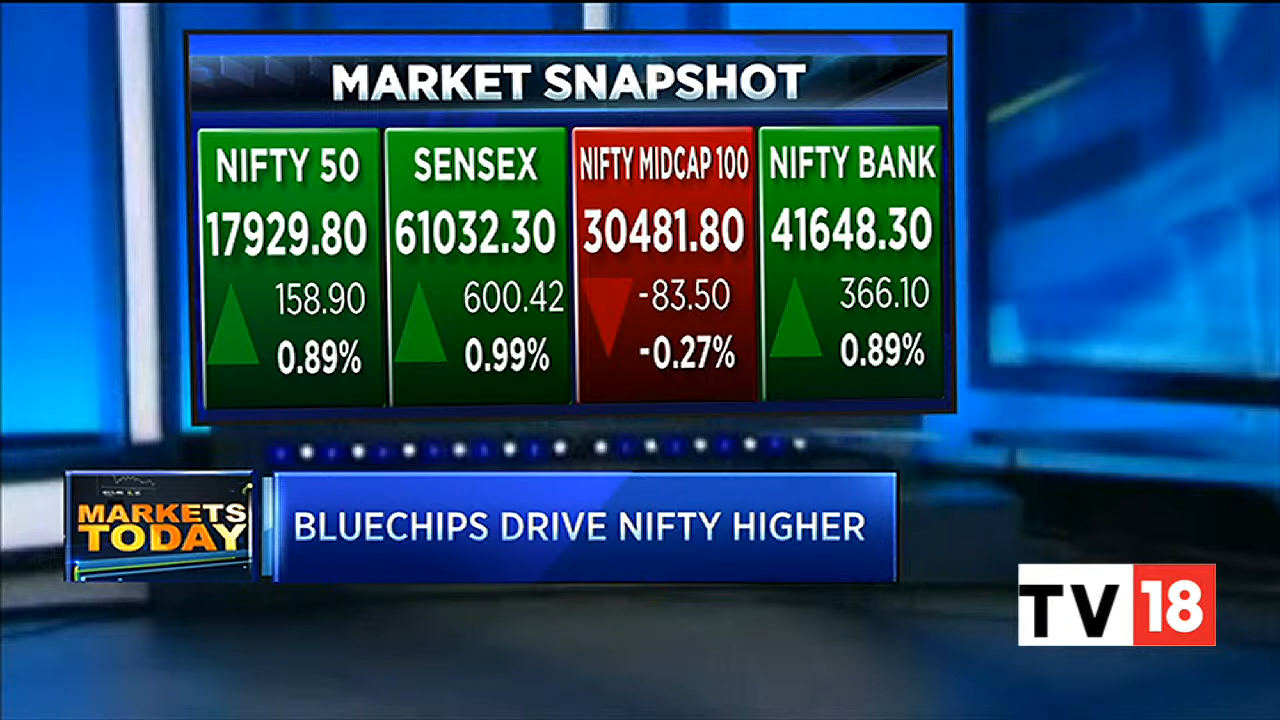 MARKET SNAPSHOT
NIFTY 50
17929.80
158.90
0.89%
SENSEX
61032.30
600.42
0.99%
NIFTY MIDCAP 100
30481.80
-83.50
-0.27%
NIFTY BANK
41648.30
366.10
0.89%
MARKETS
TODAY
BLUECHIPS DRIVE NIFTY HIGHER
TV18